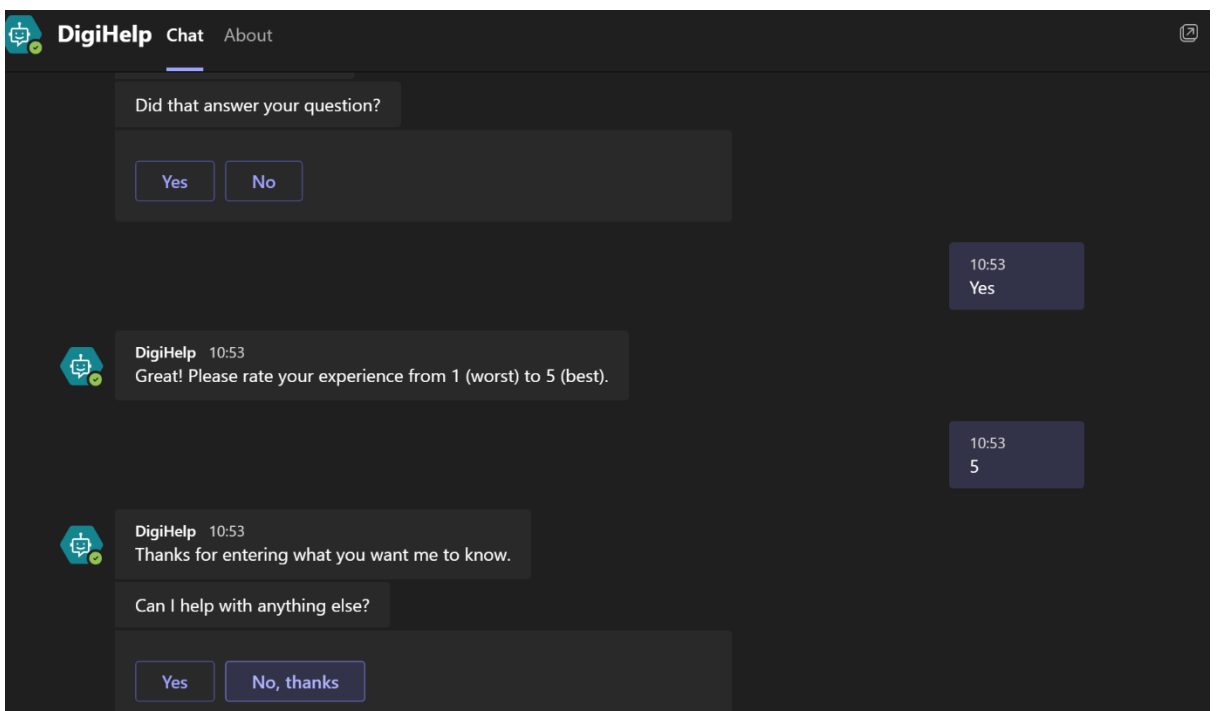 DigiHelp Chat About
Did that answer your question?
Yes No
10:53
Yes
DigiHelp 10:53
Great! Please rate your experience from 1 (worst) to 5 (best).
10:53
5
DigiHelp 10:53
Thanks for entering what you want me to know.
Can I help with anything else?
Yes No, thanks